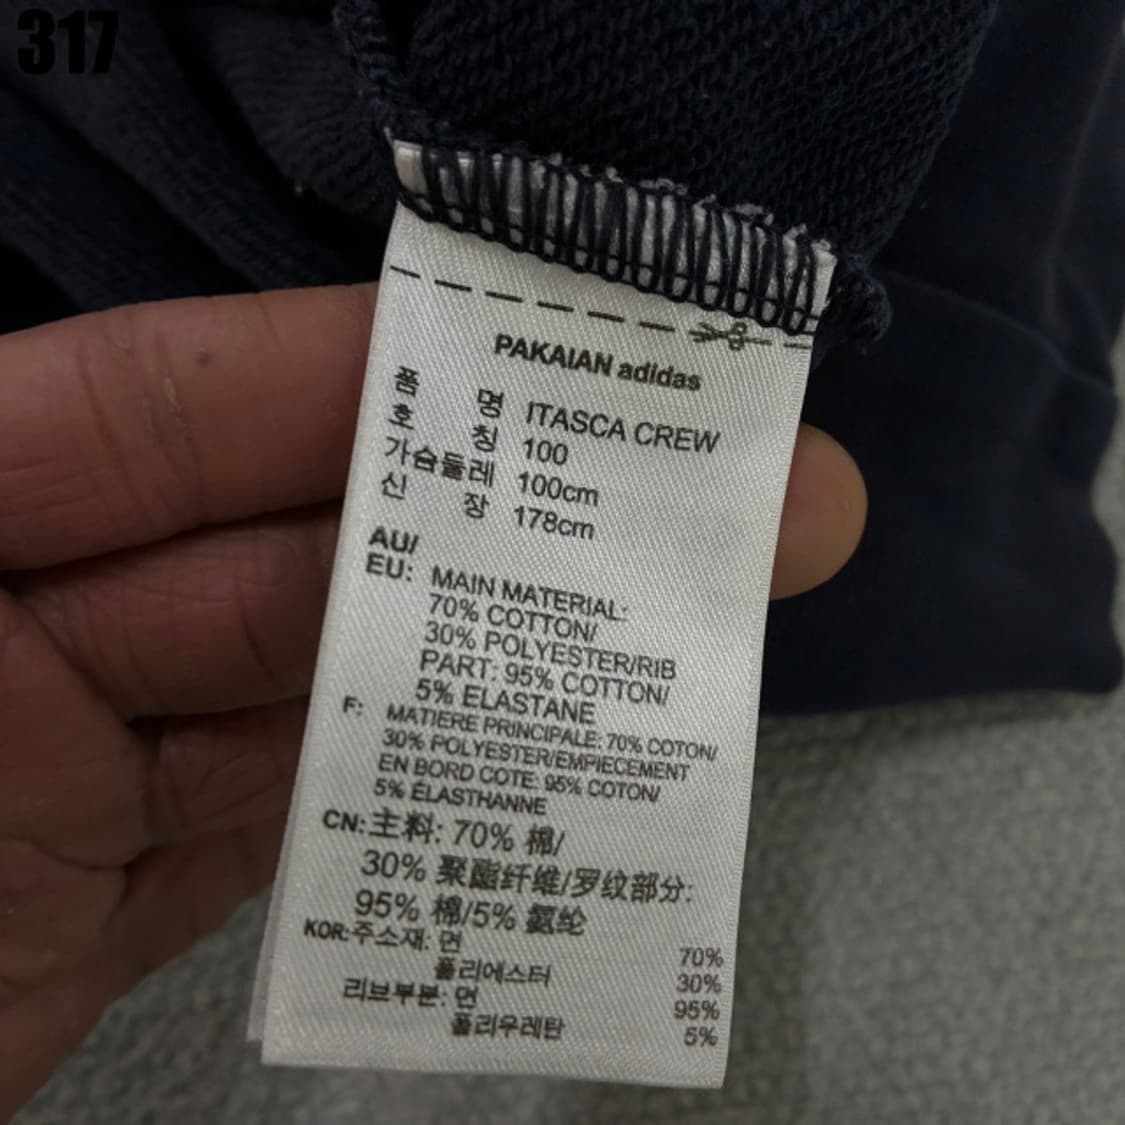 317
PAKAIAN adidas
품 명 ITASCA CREW
호 칭 100
가슴둘레 100cm
신 장 178cm
AU/
EU: MAIN MATERIAL:
70% COTTON/
30% POLYESTER/RIB
PART: 95% COTTON/
5% ELASTANE
F: MATIERE PRINCIPALE: 70% COTON/
30% POLYESTER/EMPIECEMENT
EN BORD COTE: 95% COTON/
5% ÉLASTHANNE
CN: 主料: 70% 棉/
30% 聚酯纤维/罗纹部分:
95% 棉/5% 氨纶
KOR: 주소재: 면 70%
폴리에스터 30%
리브부분: 면 95%
폴리우레탄 5%